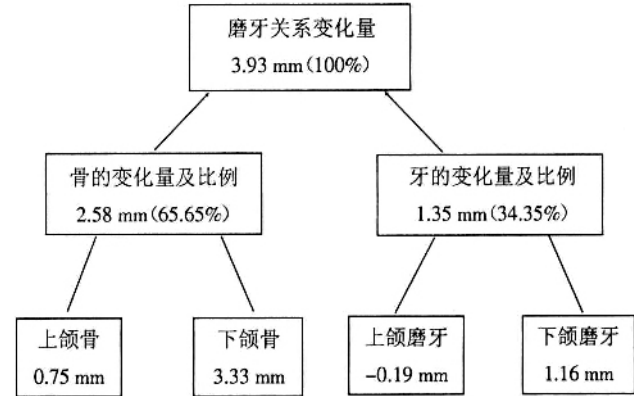 磨牙关系变化量
3.93 mm(100%)
骨的变化量及比例
2.58 mm(65.65%)
牙的变化量及比例
1.35 mm(34.35%)
上颌骨
0.75 mm
下颌骨
3.33 mm
上颌磨牙
-0.19 mm
下颌磨牙
1.16 mm